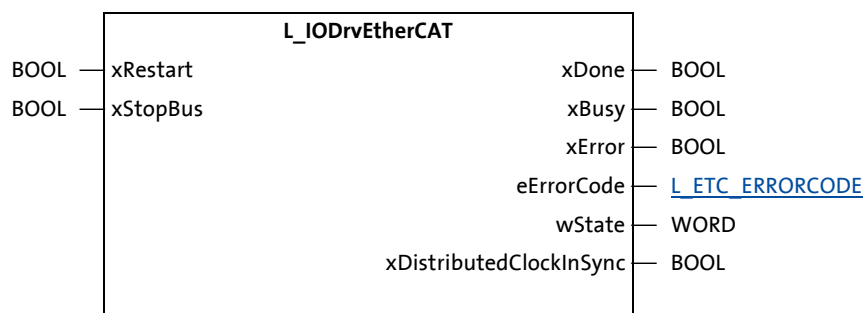 L_IODrvEtherCAT
BOOL xRestart xDone BOOL
BOOL xStopBus xBusy BOOL
xError BOOL
eErrorCode L_ETC_ERRORCODE
wState WORD
xDistributedClockInSync BOOL